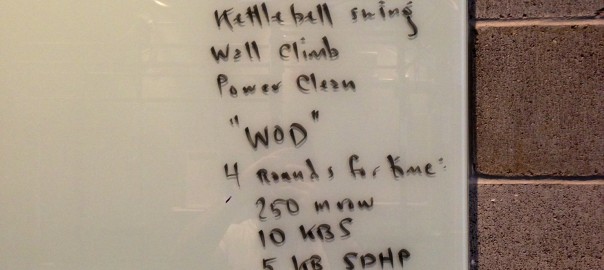 Kettlebell swing
Wall Climb
Power Clean
"WOD"
4 Rounds for time:
250 m row
10 KBS
5 KB SDHP